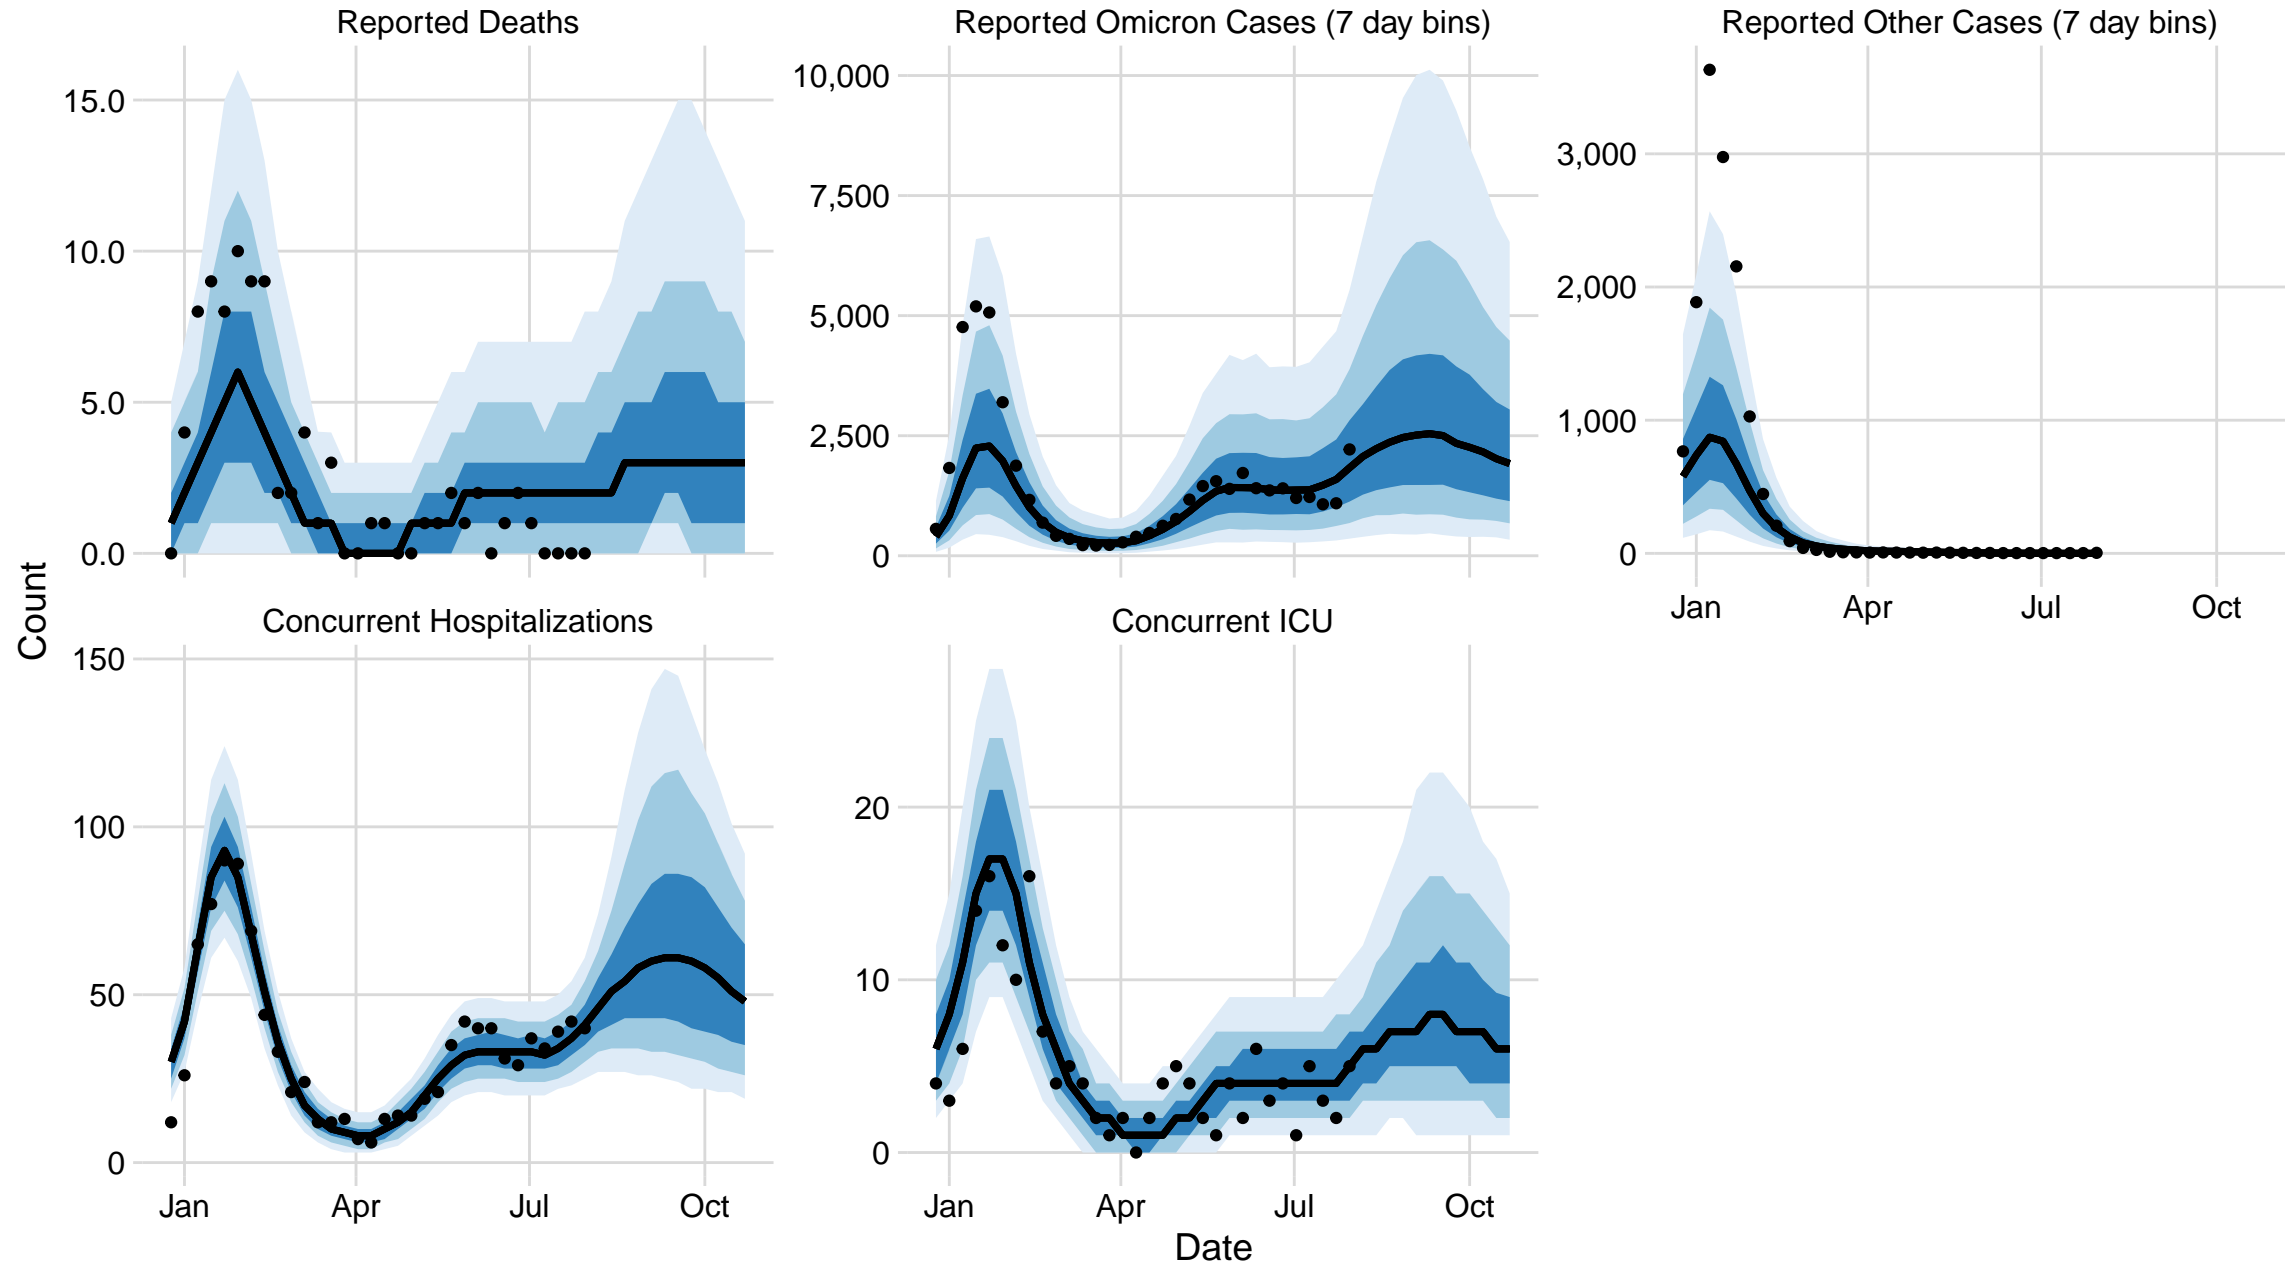 Reported Deaths
Reported Omicron Cases (7 day bins)
Reported Other Cases (7 day bins)
15.0
10.0
5.0
0.0
10,000
7,500
5,000
2,500
0
3,000
2,000
1,000
0
Jan Apr Jul Oct
Count
Concurrent Hospitalizations
Concurrent ICU
150
100
50
0
20
10
0
Jan Apr Jul Oct
Jan Apr Jul Oct
Date